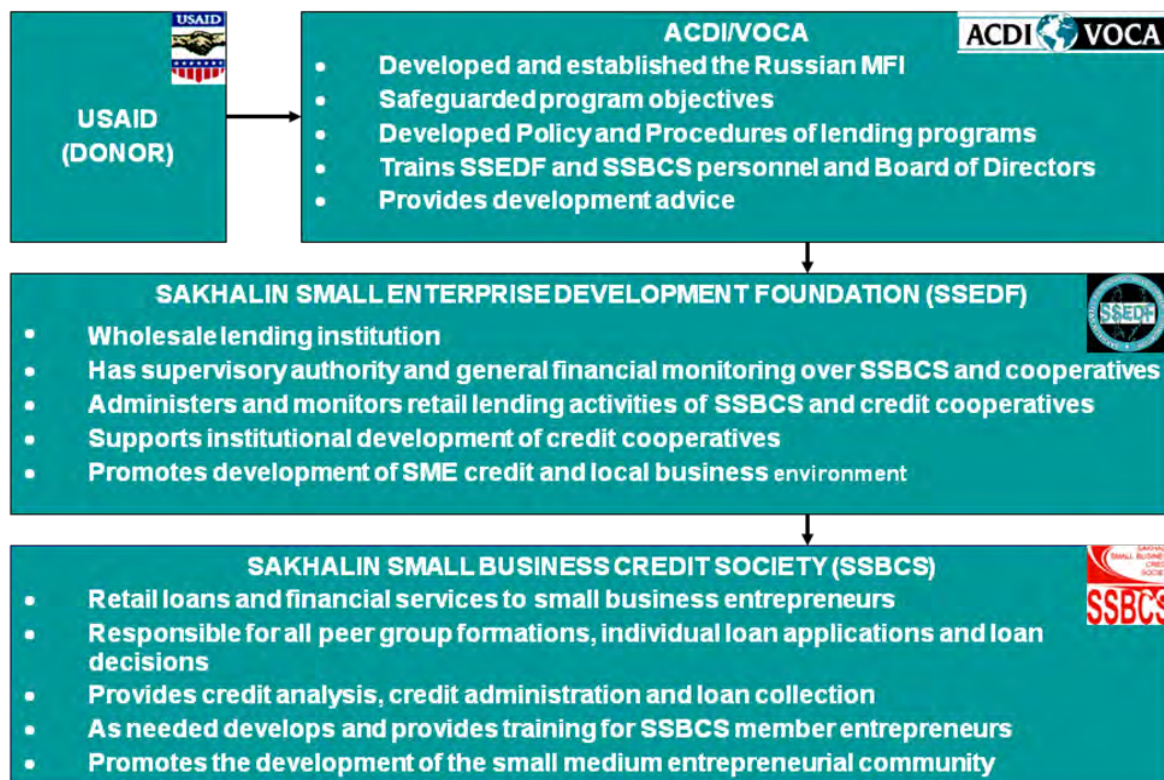 USAID
USAID
(DONOR)
ACDI/VOCA
ACDI VOCA
• Developed and established the Russian MFI
• Safeguarded program objectives
• Developed Policy and Procedures of lending programs
• Trains SSEDF and SSBCS personnel and Board of Directors
• Provides development advice
SAKHALIN SMALL ENTERPRISE DEVELOPMENT FOUNDATION (SSEDF)
SSEDF
• Wholesale lending institution
• Has supervisory authority and general financial monitoring over SSBCS and cooperatives
• Administers and monitors retail lending activities of SSBCS and credit cooperatives
• Supports institutional development of credit cooperatives
• Promotes development of SME credit and local business environment
SAKHALIN SMALL BUSINESS CREDIT SOCIETY (SSBCS)
SMALL BUSINES
CREDI
SOCIET
SSBCS
• Retail loans and financial services to small business entrepreneurs
• Responsible for all peer group formations, individual loan applications and loan
decisions
• Provides credit analysis, credit administration and loan collection
• As needed develops and provides training for SSBCS member entrepreneurs
• Promotes the development of the small medium entrepreneurial community